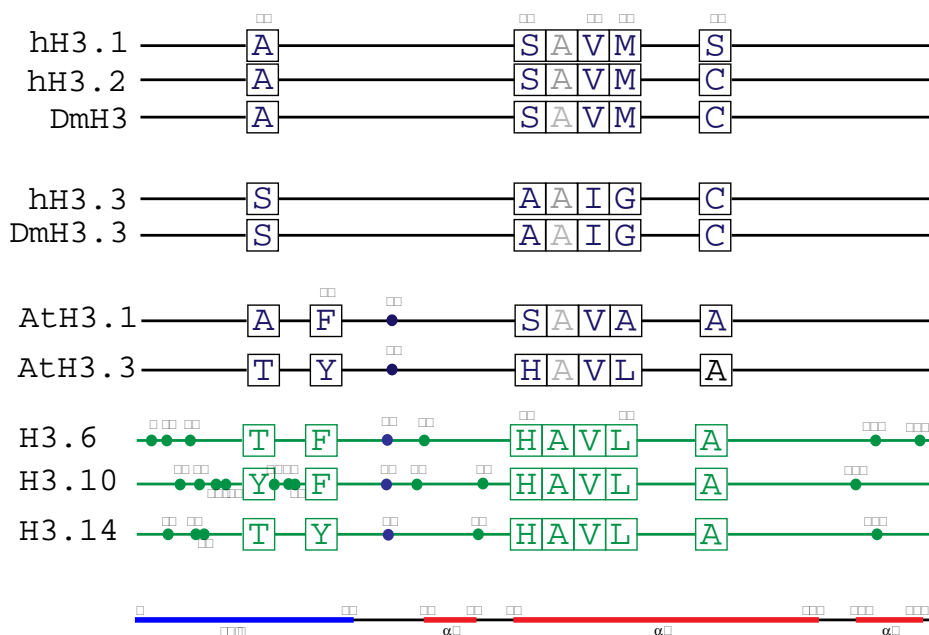 hH3.1 A S A V M S
hH3.2 A S A V M C
DmH3 A S A V M C
hH3.3 S A A I G C
DmH3.3 S A A I G C
AtH3.1 A F S A V A A
AtH3.3 T Y H A V L A
H3.6 T F H A V L A
H3.10 Y F H A V L A
H3.14 T Y H A V L A
α α α